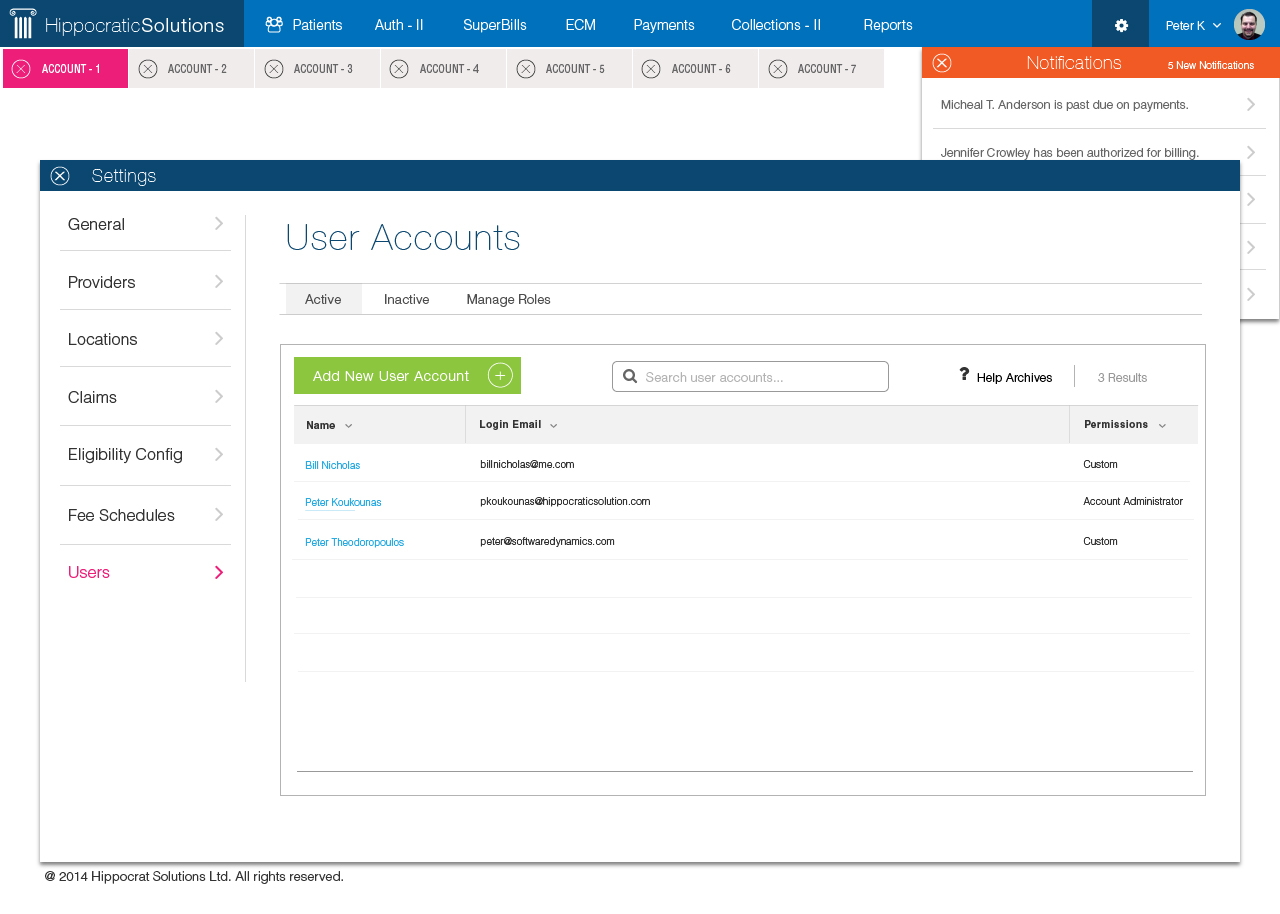 HippocraticSolutions Patients Auth - II SuperBills ECM Payments Collections - II Reports Peter K
ACCOUNT - 1 ACCOUNT - 2 ACCOUNT - 3 ACCOUNT - 4 ACCOUNT - 5 ACCOUNT - 6 ACCOUNT - 7
Notifications 5 New Notifications
Micheal T. Anderson is past due on payments.
Jennifer Crowley has been authorized for billing.
Settings
General
Providers
Locations
Claims
Eligibility Config
Fee Schedules
Users
User Accounts
Active Inactive Manage Roles
Add New User Account Search user accounts... ? Help Archives 3 Results
Name Login Email Permissions
Bill Nicholas billnicholas@me.com Custom
Peter Koukounas pkoukounas@hippocraticsolution.com Account Administrator
Peter Theodoropoulos peter@softwaredynamics.com Custom
@ 2014 Hippocrat Solutions Ltd. All rights reserved.